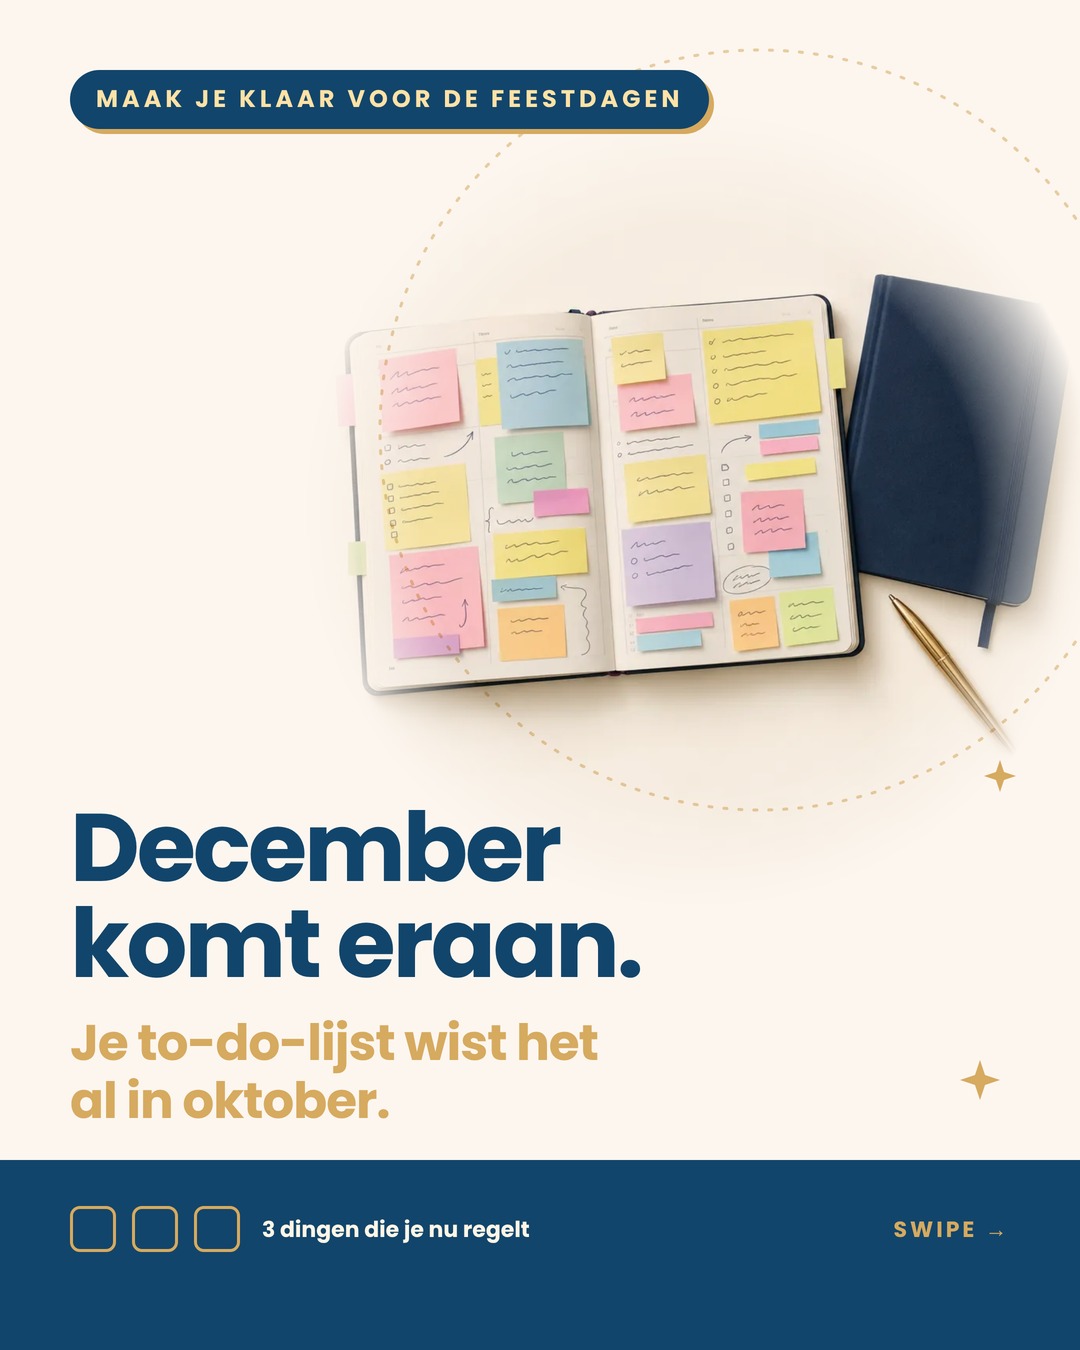 MAAK JE KLAAR VOOR DE FEESTDAGEN
December
komt eraan.
Je to-do-lijst wist het
al in oktober.
3 dingen die je nu regelt
SWIPE →